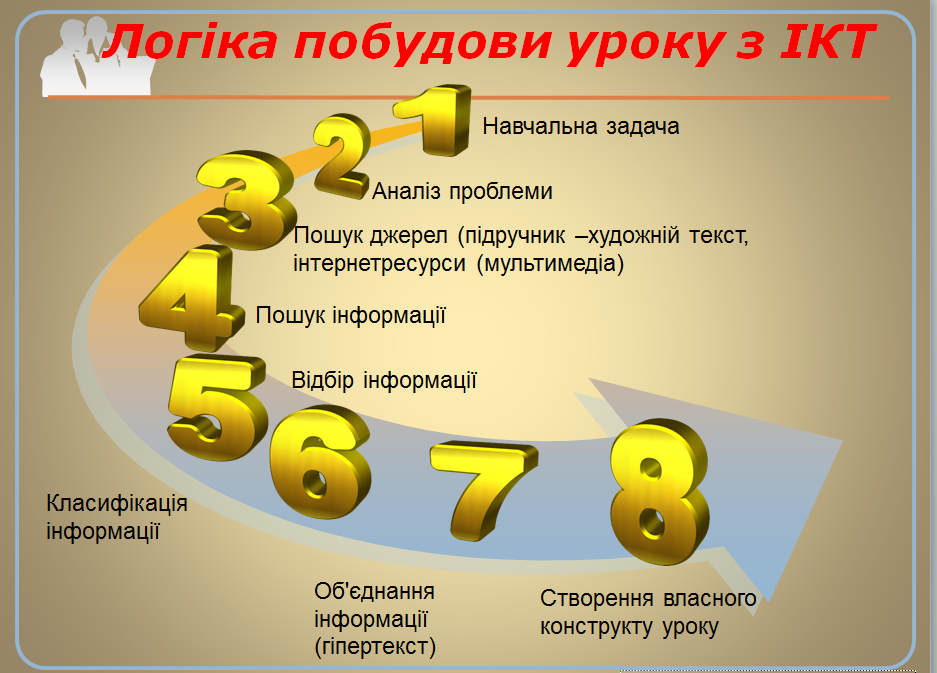 Логіка побудови уроку з ІКТ
1
Навчальна задача
2
Аналіз проблеми
3
Пошук джерел (підручник –художній текст,
інтернетресурси (мультимедіа)
4
Пошук інформації
5
Відбір інформації
6
Класифікація
інформації
7
Об'єднання
інформації
(гіпертекст)
8
Створення власного
конструкту уроку